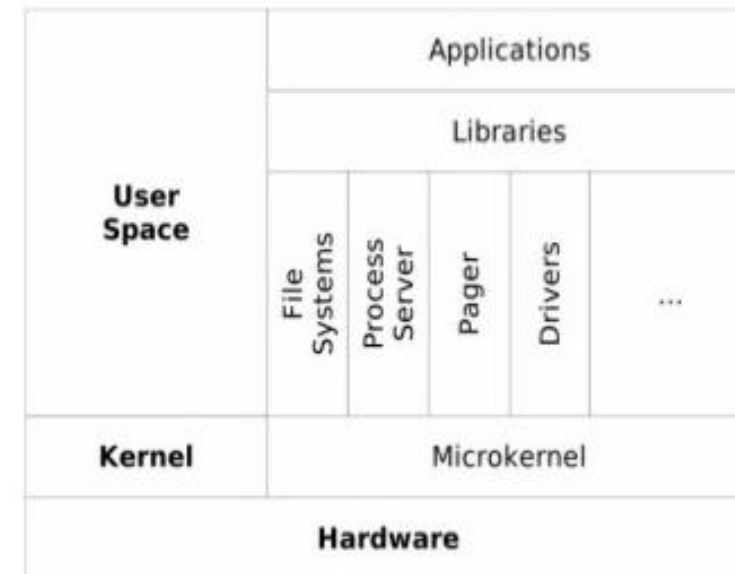 Applications
Libraries
User
Space
File
Systems
Process
Server
Pager
Drivers
...
Kernel
Microkernel
Hardware